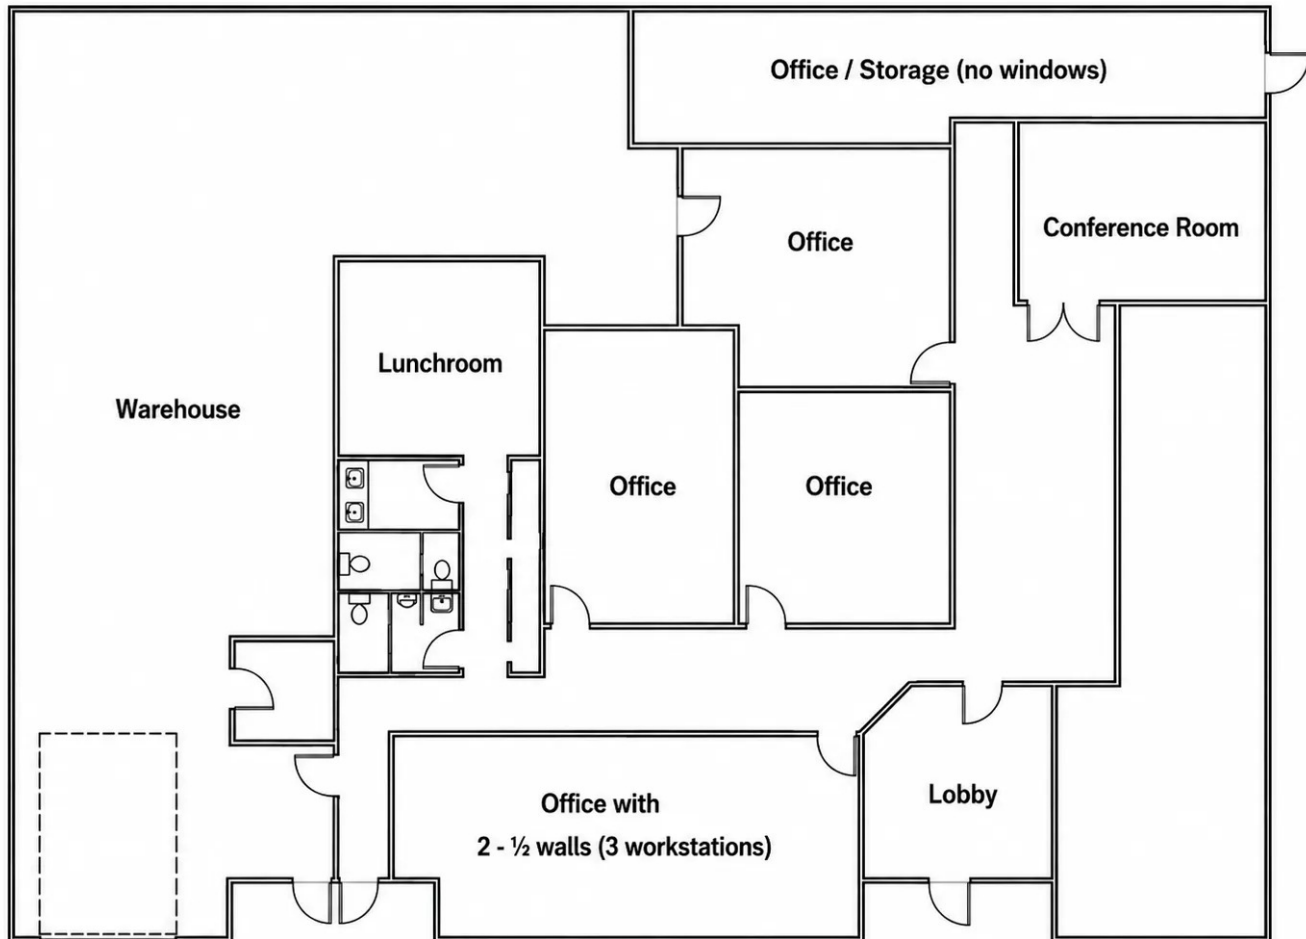 Office / Storage (no windows)
Conference Room
Office
Lunchroom
Warehouse
Office
Office
Office with
2 - ½ walls (3 workstations)
Lobby